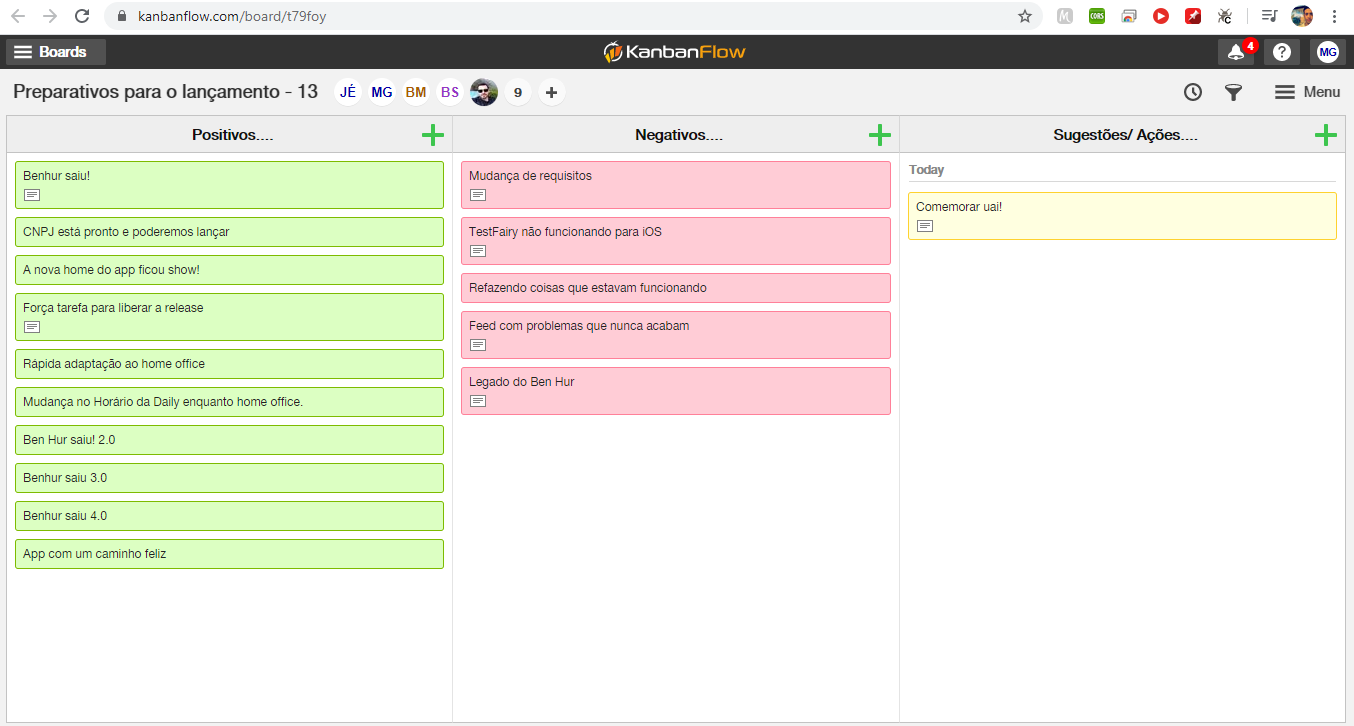 kanbanflow.com/board/t79foy
CORS
Boards
KanbanFlow
4
?
MG
Preparativos para o lançamento - 13
JÉ
MG
BM
BS
9
+
Menu
Positivos....
Benhur saiu!
CNPJ está pronto e poderemos lançar
A nova home do app ficou show!
Força tarefa para liberar a release
Rápida adaptação ao home office
Mudança no Horário da Daily enquanto home office.
Ben Hur saiu! 2.0
Benhur saiu 3.0
Benhur saiu 4.0
App com um caminho feliz
Negativos....
Mudança de requisitos
TestFairy não funcionando para iOS
Refazendo coisas que estavam funcionando
Feed com problemas que nunca acabam
Legado do Ben Hur
Sugestões/ Ações....
Today
Comemorar uai!